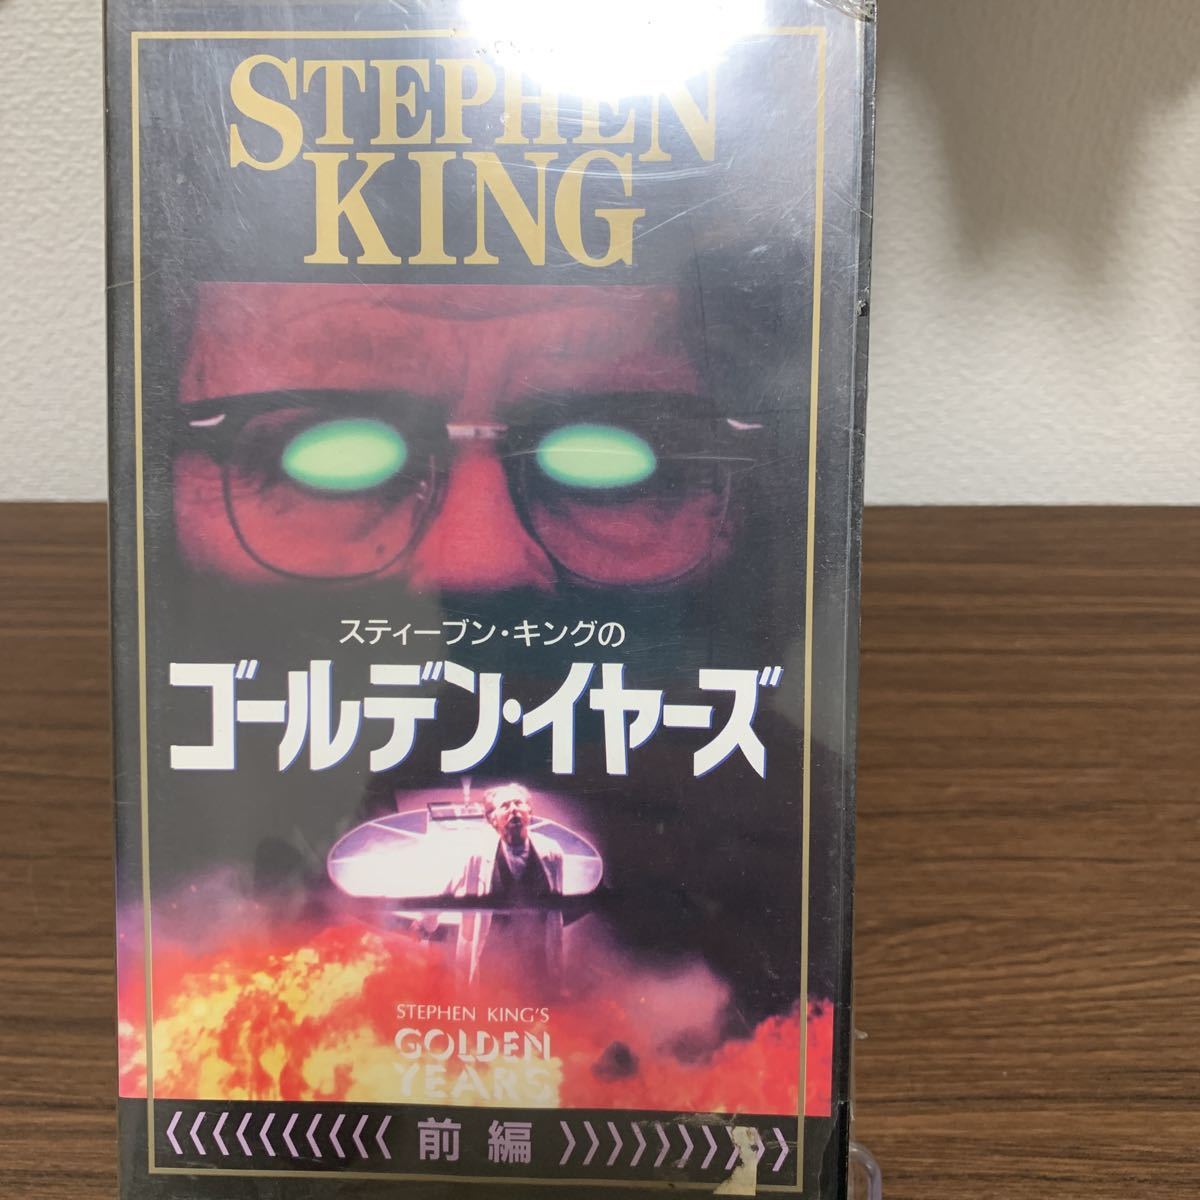 STEPHEN
KING
スティーブン・キングの
ゴールデン・イヤーズ
STEPHEN KING'S
GOLDEN
YEARS
《《《《《 前編 》》》》》